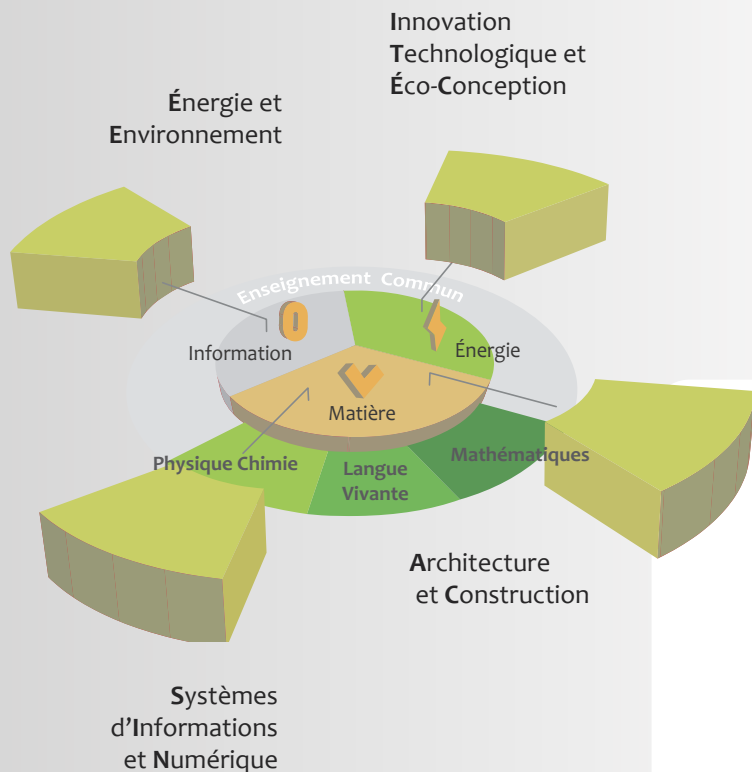 Innovation
Technologique et
Éco-Conception
Énergie et
Environnement
Enseignement Commun
Information
Énergie
Matière
Physique Chimie
Langue
Vivante
Mathématiques
Architecture
et Construction
Systèmes
d'Informations
et Numérique